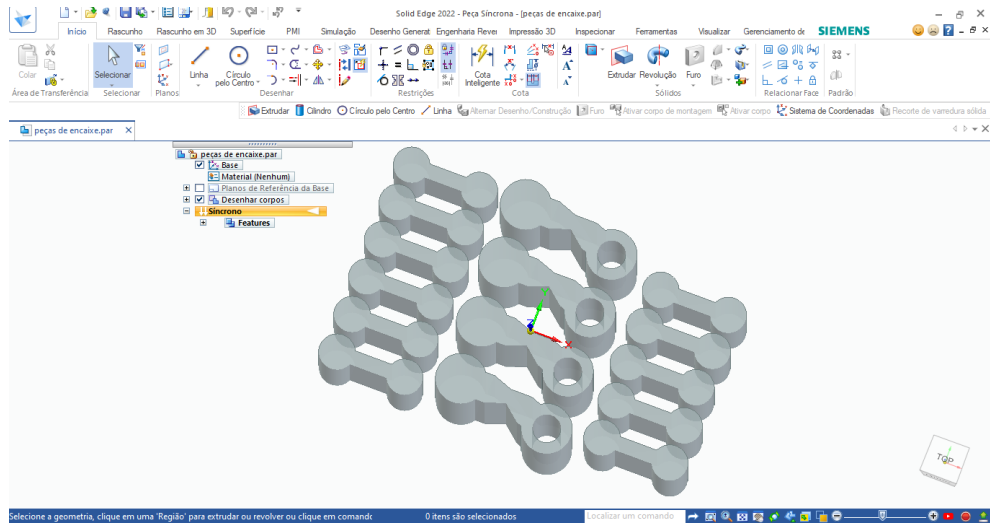 Solid Edge 2022 - Peça Síncrona - [peças de encaixe.par]
Início Rascunho Rascunho em 3D Superfície PMI Simulação Desenho Generat Engenharia Rever Impressão 3D Inspecionar Ferramentas Visualizar Gerenciamento de SIEMENS
Colar Selecionar Linha Círculo pelo Centro Cota Inteligente Extrudar Revolução Furo
Área de Transferência Selecionar Planos Desenhar Restrições Cota Sólidos Relacionar Face Padrão
Extrudar Cilindro Círculo pelo Centro Linha Alternar Desenho/Construção Furo Ativar corpo de montagem Ativar corpo Sistema de Coordenadas Recorte de varredura sólida
peças de encaixe.par X
peças de encaixe.par
Base
Material (Nenhum)
Planos de Referência da Base
Desenhar corpos
Síncrono
Features
Y
Z
X
TOP
Selecione a geometria, clique em uma 'Região' para extrudar ou revolver ou clique em comando 0 itens são selecionados Localizar um comando